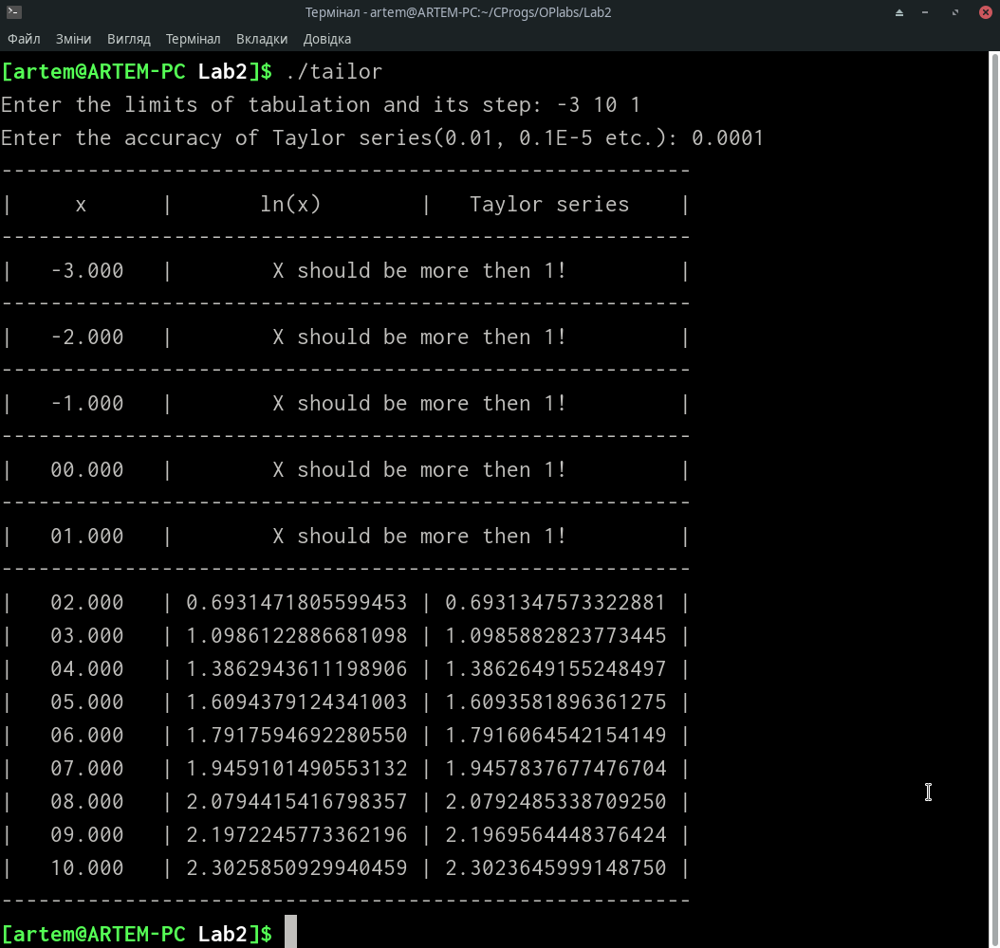 Термінал - artem@ARTEM-PC:~/CProgs/OPlabs/Lab2
Файл Зміни Вигляд Термінал Вкладки Довідка
[artem@ARTEM-PC Lab2]$ ./tailor
Enter the limits of tabulation and its step: -3 10 1
Enter the accuracy of Taylor series(0.01, 0.1E-5 etc.): 0.0001
---------------------------------------------------------
|     x      |       ln(x)        |   Taylor series    |
---------------------------------------------------------
|   -3.000   |        X should be more then 1!         |
---------------------------------------------------------
|   -2.000   |        X should be more then 1!         |
---------------------------------------------------------
|   -1.000   |        X should be more then 1!         |
---------------------------------------------------------
|   00.000   |        X should be more then 1!         |
---------------------------------------------------------
|   01.000   |        X should be more then 1!         |
---------------------------------------------------------
|   02.000   | 0.6931471805599453 | 0.6931347573322881 |
|   03.000   | 1.0986122886681098 | 1.0985882823773445 |
|   04.000   | 1.3862943611198906 | 1.3862649155248497 |
|   05.000   | 1.6094379124341003 | 1.6093581896361275 |
|   06.000   | 1.7917594692280550 | 1.7916064542154149 |
|   07.000   | 1.9459101490553132 | 1.9457837677476704 |
|   08.000   | 2.0794415416798357 | 2.0792485338709250 |
|   09.000   | 2.1972245773362196 | 2.1969564448376424 |
|   10.000   | 2.3025850929940459 | 2.3023645999148750 |
---------------------------------------------------------
[artem@ARTEM-PC Lab2]$